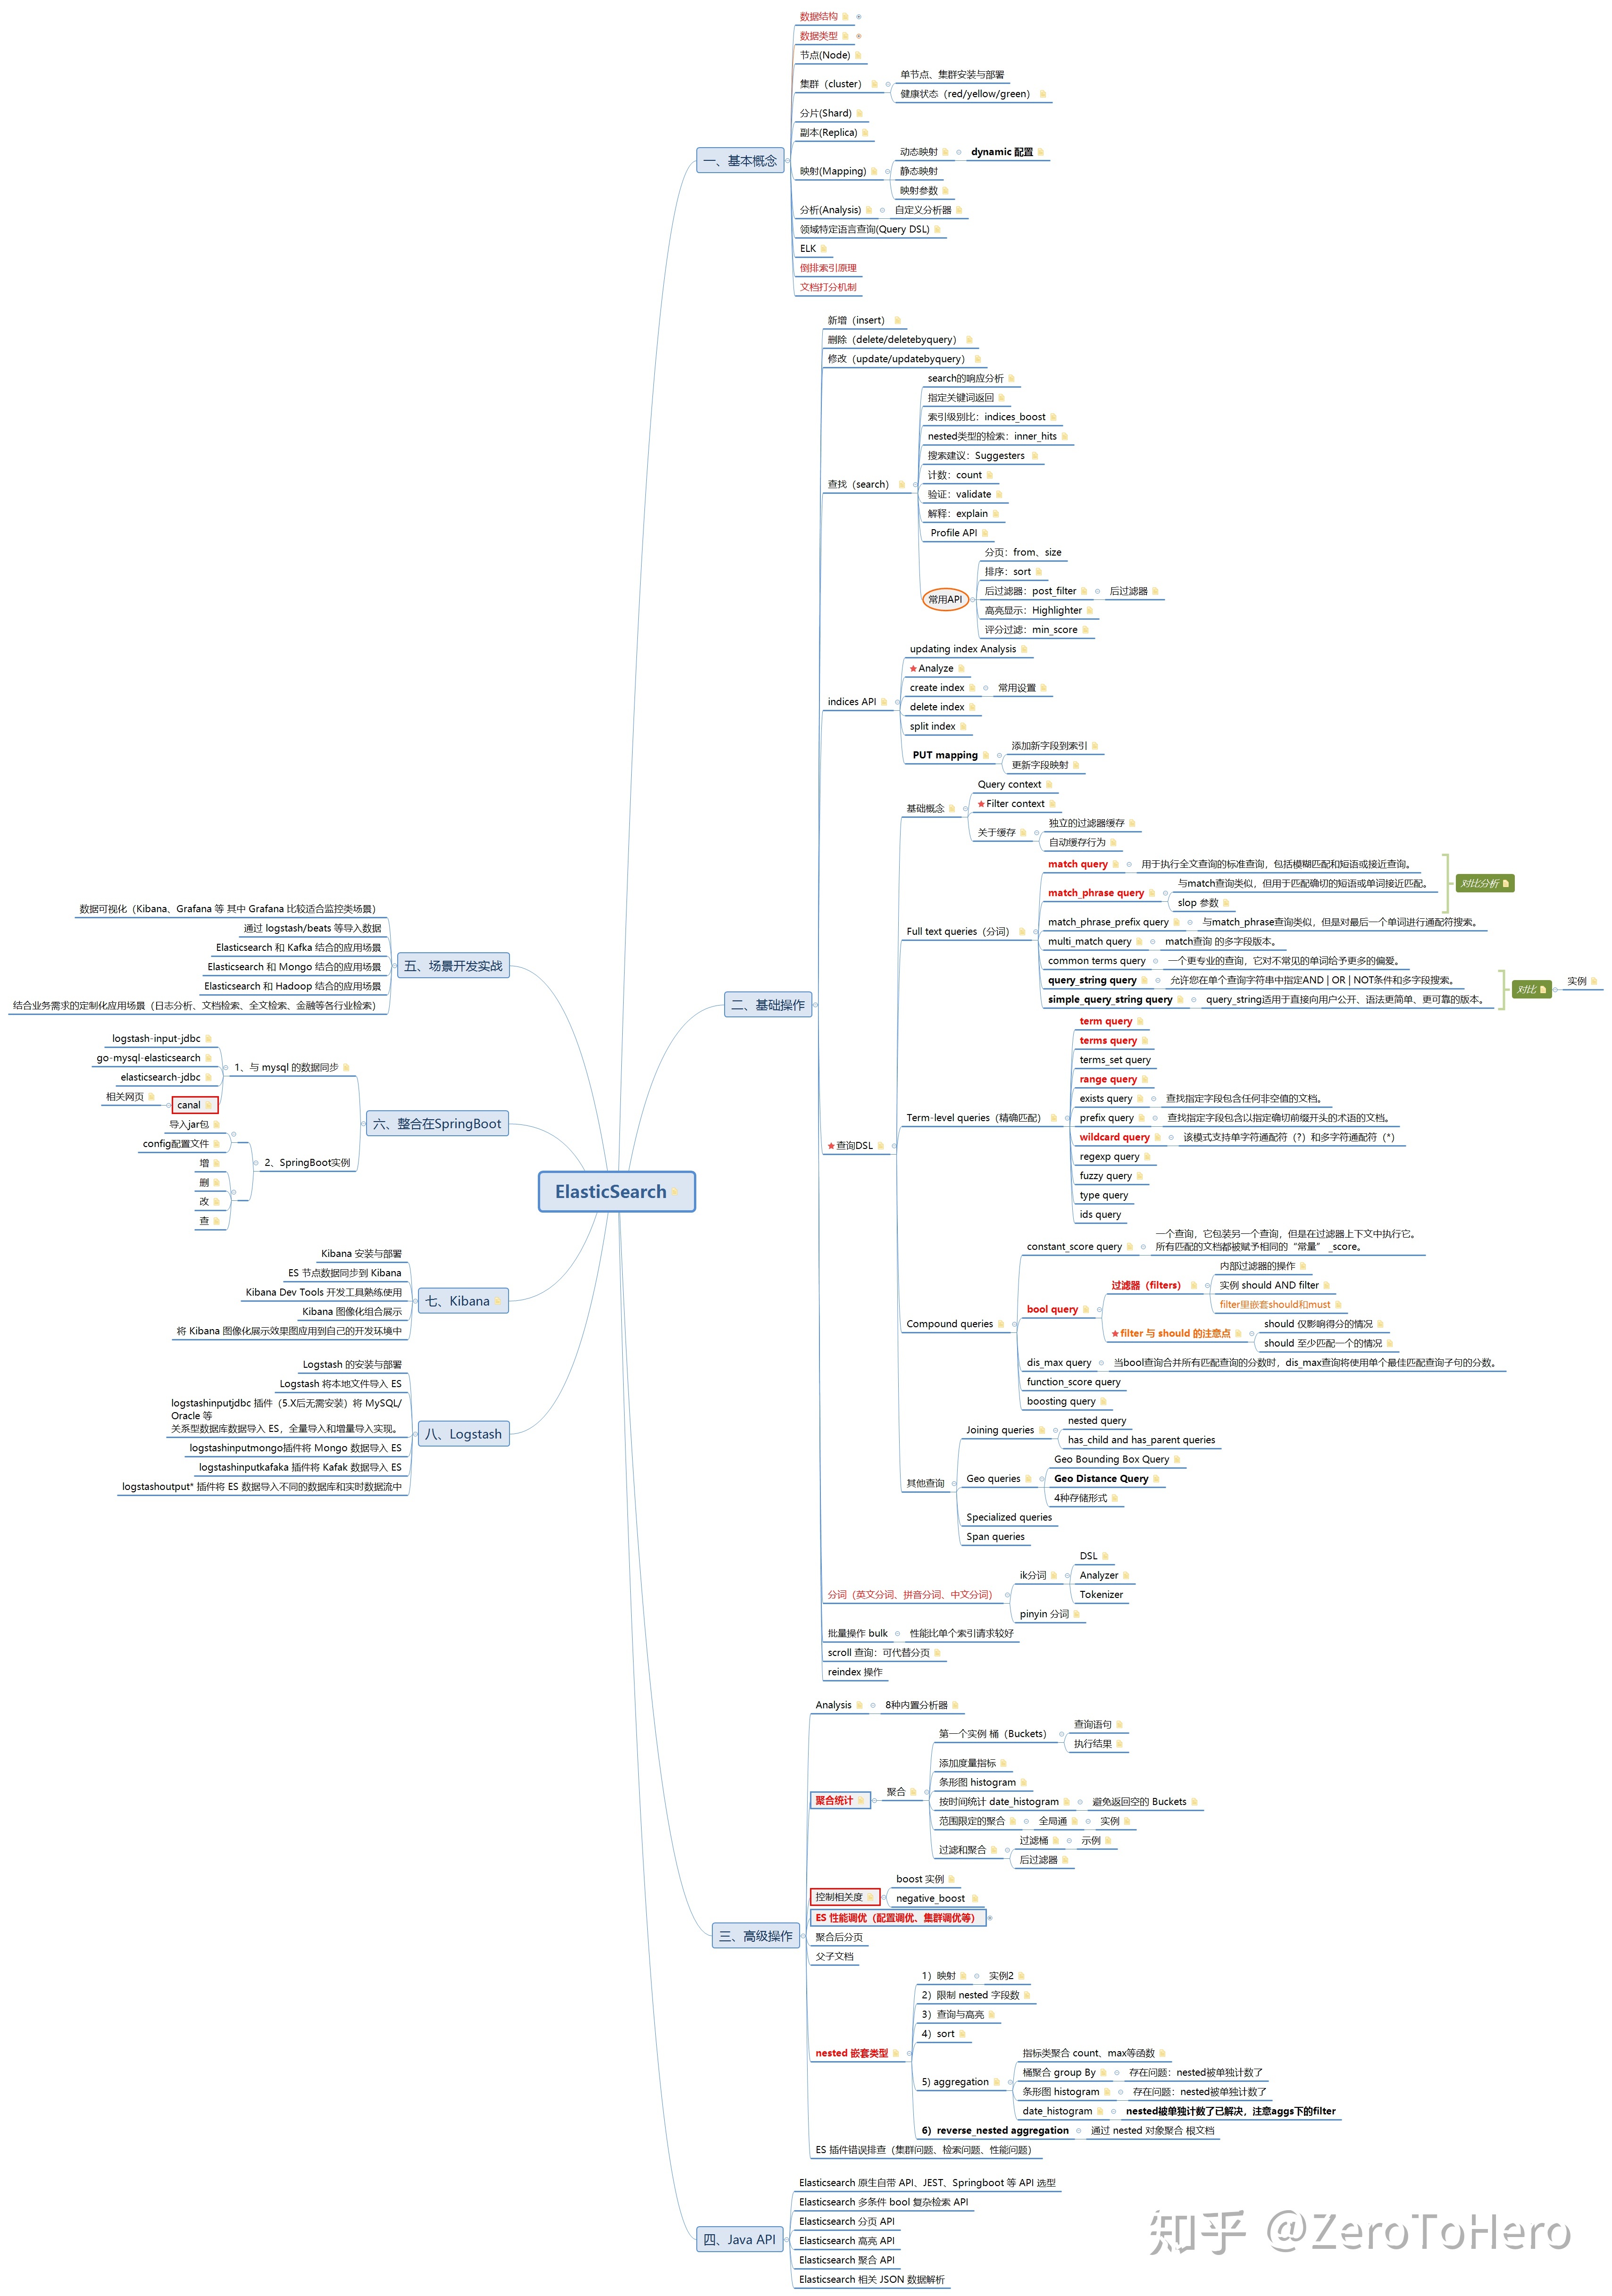 ElasticSearch
一、基本概念
数据结构
数据类型
节点(Node)
集群（cluster）
单节点、集群安装与部署
健康状态（red/yellow/green）
分片(Shard)
副本(Replica)
映射(Mapping)
动态映射
dynamic 配置
静态映射
映射参数
分析(Analysis)
自定义分析器
领域特定语言查询(Query DSL)
ELK
倒排索引原理
文档打分机制
二、基础操作
新增（insert）
删除（delete/deletebyquery）
修改（update/updatebyquery）
查找（search）
search的响应分析
指定关键词返回
索引级别比：indices_boost
nested类型的检索：inner_hits
搜索建议：Suggesters
计数：count
验证：validate
解释：explain
Profile API
常用API
分页：from、size
排序：sort
后过滤器：post_filter
后过滤器
高亮显示：Highlighter
评分过滤：min_score
indices API
updating index Analysis
Analyze
create index
常用设置
delete index
split index
PUT mapping
添加新字段到索引
更新字段映射
查询DSL
基础概念
Query context
Filter context
关于缓存
独立的过滤器缓存
自动缓存行为
Full text queries（分词）
match query
用于执行全文查询的标准查询，包括模糊匹配和短语或接近查询。
match_phrase query
与match查询类似，但用于匹配确切的短语或单词接近匹配。
slop 参数
对比分析
match_phrase_prefix query
与match_phrase查询类似，但是对最后一个单词进行通配符搜索。
multi_match query
match查询 的多字段版本。
common terms query
一个更专业的查询，它对不常见的单词给予更多的偏爱。
query_string query
允许您在单个查询字符串中指定AND | OR | NOT条件和多字段搜索。
simple_query_string query
query_string适用于直接向用户公开、语法更简单、更可靠的版本。
对比
实例
Term-level queries（精确匹配）
term query
terms query
terms_set query
range query
exists query
查找指定字段包含任何非空值的文档。
prefix query
查找指定字段包含以指定确切前缀开头的术语的文档。
wildcard query
该模式支持单字符通配符（?）和多字符通配符（*）
regexp query
fuzzy query
type query
ids query
Compound queries
constant_score query
一个查询，它包装另一个查询，但是在过滤器上下文中执行它。
所有匹配的文档都被赋予相同的“常量” _score。
bool query
过滤器（filters）
内部过滤器的操作
实例 should AND filter
filter里嵌套should和must
filter 与 should 的注意点
should 仅影响得分的情况
should 至少匹配一个的情况
dis_max query
当bool查询合并所有匹配查询的分数时，dis_max查询将使用单个最佳匹配查询子句的分数。
function_score query
boosting query
其他查询
Joining queries
nested query
has_child and has_parent queries
Geo queries
Geo Bounding Box Query
Geo Distance Query
4种存储形式
Specialized queries
Span queries
分词（英文分词、拼音分词、中文分词）
ik分词
DSL
Analyzer
Tokenizer
pinyin 分词
批量操作 bulk
性能比单个索引请求较好
scroll 查询：可代替分页
reindex 操作
三、高级操作
Analysis
8种内置分析器
聚合统计
聚合
第一个实例 桶（Buckets）
查询语句
执行结果
添加度量指标
条形图 histogram
按时间统计 date_histogram
避免返回空的 Buckets
范围限定的聚合
全局通
实例
过滤和聚合
过滤桶
示例
后过滤器
控制相关度
boost 实例
negative_boost
ES 性能调优（配置调优、集群调优等）
聚合后分页
父子文档
nested 嵌套类型
1）映射
实例2
2）限制 nested 字段数
3）查询与高亮
4）sort
5) aggregation
指标类聚合 count、max等函数
桶聚合 group By
存在问题：nested被单独计数了
条形图 histogram
存在问题：nested被单独计数了
date_histogram
nested被单独计数了已解决，注意aggs下的filter
6）reverse_nested aggregation
通过 nested 对象聚合 根文档
ES 插件错误排查（集群问题、检索问题、性能问题）
四、Java API
Elasticsearch 原生自带 API、JEST、Springboot 等 API 选型
Elasticsearch 多条件 bool 复杂检索 API
Elasticsearch 分页 API
Elasticsearch 高亮 API
Elasticsearch 聚合 API
Elasticsearch 相关 JSON 数据解析
五、场景开发实战
数据可视化（Kibana、Grafana 等 其中 Grafana 比较适合监控类场景）
通过 logstash/beats 等导入数据
Elasticsearch 和 Kafka 结合的应用场景
Elasticsearch 和 Mongo 结合的应用场景
Elasticsearch 和 Hadoop 结合的应用场景
结合业务需求的定制化应用场景（日志分析、文档检索、全文检索、金融等各行业检索）
六、整合在SpringBoot
1、与 mysql 的数据同步
logstash-input-jdbc
go-mysql-elasticsearch
elasticsearch-jdbc
canal
相关网页
2、SpringBoot实例
导入jar包
config配置文件
增
删
改
查
七、Kibana
Kibana 安装与部署
ES 节点数据同步到 Kibana
Kibana Dev Tools 开发工具熟练使用
Kibana 图像化组合展示
将 Kibana 图像化展示效果图应用到自己的开发环境中
八、Logstash
Logstash 的安装与部署
Logstash 将本地文件导入 ES
logstashinputjdbc 插件（5.X后无需安装）将 MySQL/
Oracle 等
关系型数据库数据导入 ES，全量导入和增量导入实现。
logstashinputmongo插件将 Mongo 数据导入 ES
logstashinputkafaka 插件将 Kafak 数据导入 ES
logstashoutput* 插件将 ES 数据导入不同的数据库和实时数据流中
知乎 @ZeroToHero